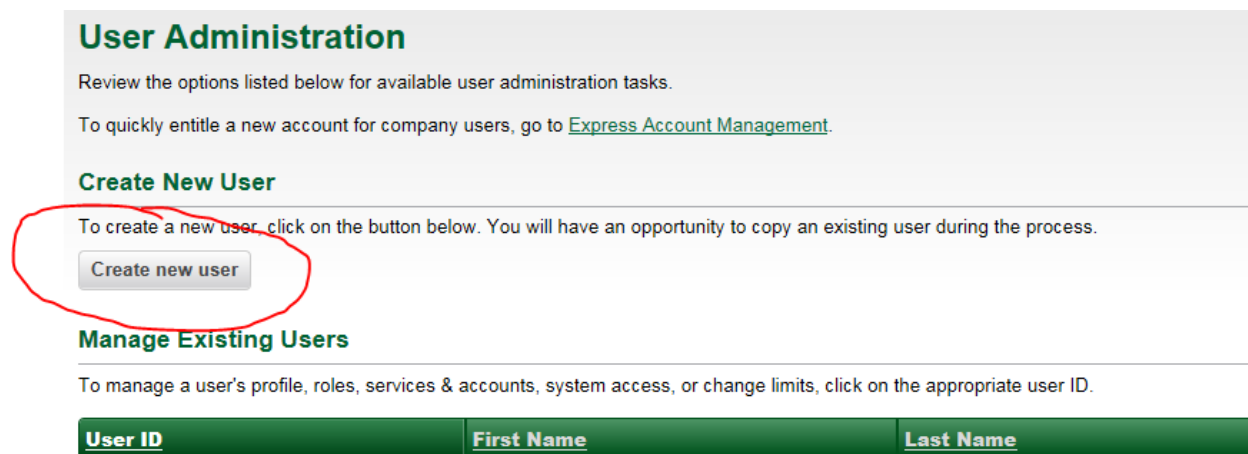 User Administration
Review the options listed below for available user administration tasks.
To quickly entitle a new account for company users, go to Express Account Management.
Create New User
To create a new user, click on the button below. You will have an opportunity to copy an existing user during the process.
Create new user
Manage Existing Users
To manage a user's profile, roles, services & accounts, system access, or change limits, click on the appropriate user ID.
User ID First Name Last Name